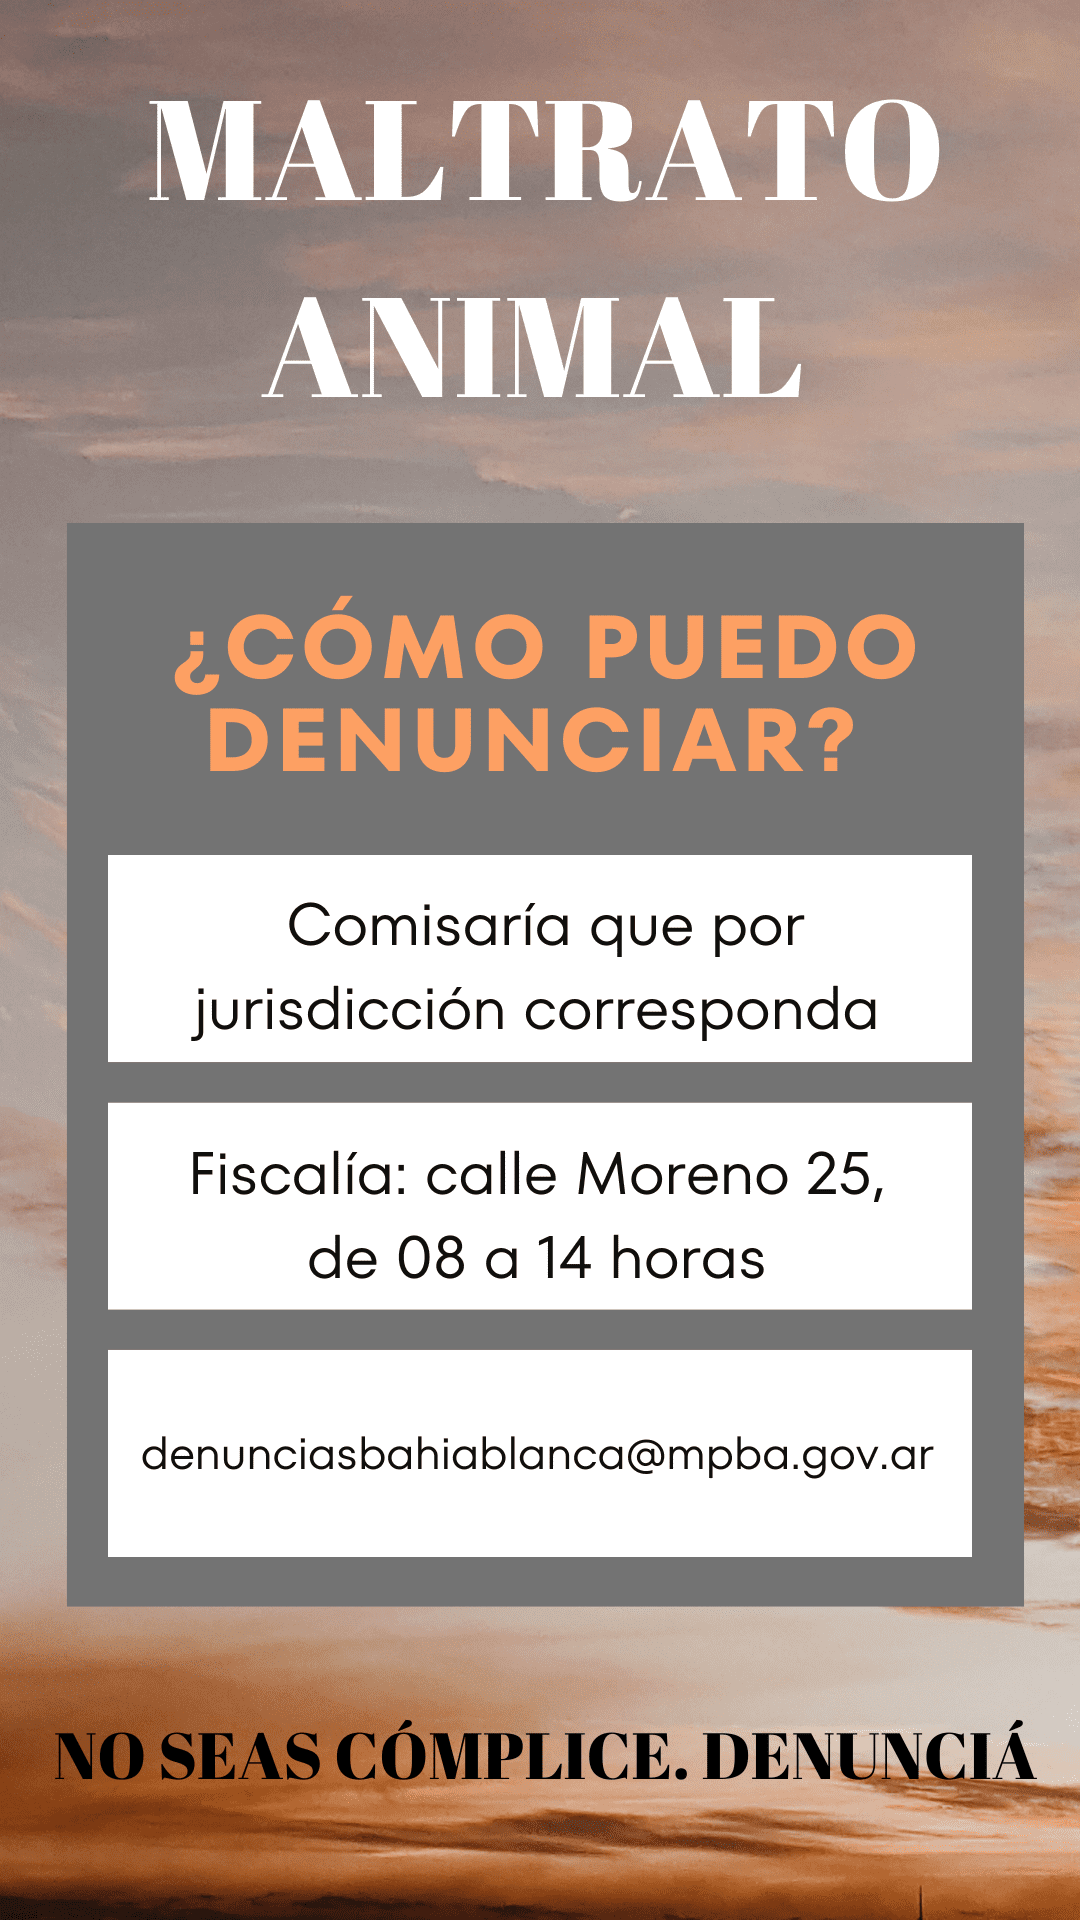 MALTRATO
ANIMAL
¿CÓMO PUEDO
DENUNCIAR?
Comisaría que por
jurisdicción corresponda
Fiscalía: calle Moreno 25,
de 08 a 14 horas
denunciasbahiablanca@mpba.gov.ar
NO SEAS CÓMPLICE. DENUNCIÁ